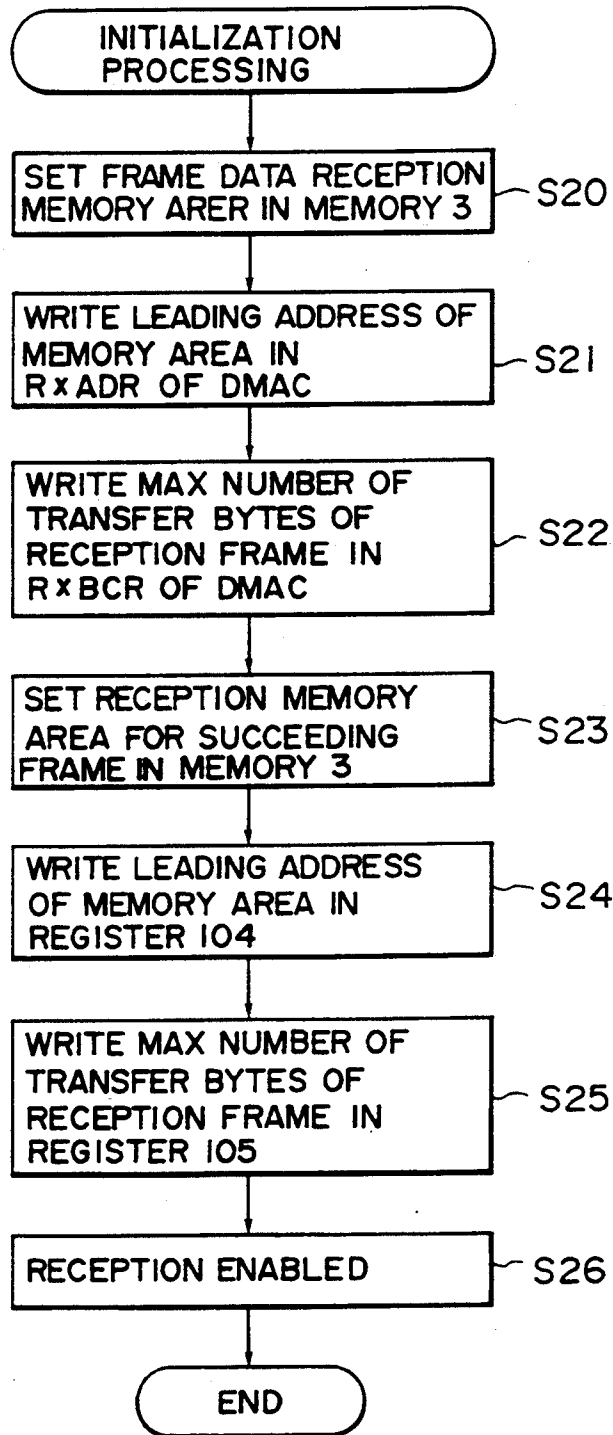 INITIALIZATION
PROCESSING
SET FRAME DATA RECEPTION
MEMORY ARER IN MEMORY 3
S20
WRITE LEADING ADDRESS OF
MEMORY AREA IN
R×ADR OF DMAC
S21
WRITE MAX NUMBER OF
TRANSFER BYTES OF
RECEPTION FRAME IN
R×BCR OF DMAC
S22
SET RECEPTION MEMORY
AREA FOR SUCCEEDING
FRAME IN MEMORY 3
S23
WRITE LEADING ADDRESS
OF MEMORY AREA IN
REGISTER 104
S24
WRITE MAX NUMBER OF
TRANSFER BYTES OF
RECEPTION FRAME IN
REGISTER 105
S25
RECEPTION ENABLED
S26
END